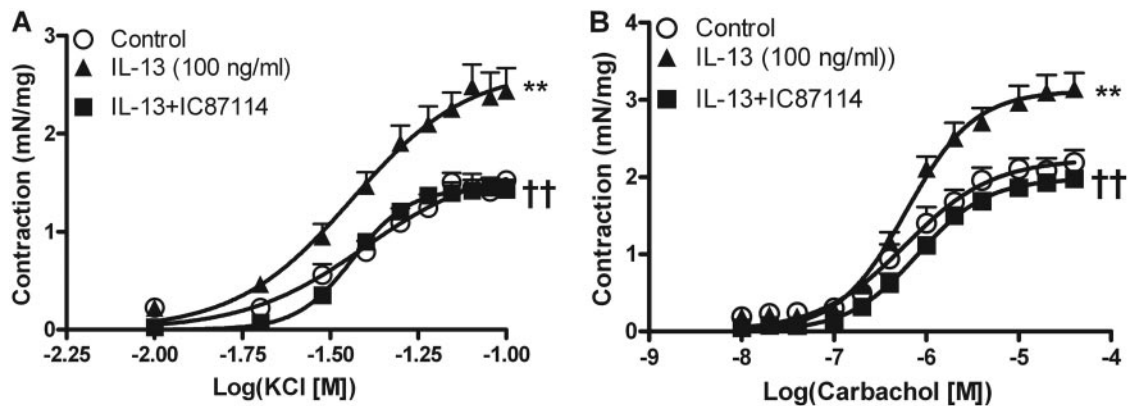 A
Control
IL-13 (100 ng/ml)
IL-13+IC87114
Contraction (mN/mg)
3
2
1
0
**
††
-2.25 -2.00 -1.75 -1.50 -1.25 -1.00
Log(KCl [M])
B
Control
IL-13 (100 ng/ml))
IL-13+IC87114
Contraction (mN/mg)
4
3
2
1
0
**
††
-9 -8 -7 -6 -5 -4
Log(Carbachol [M])